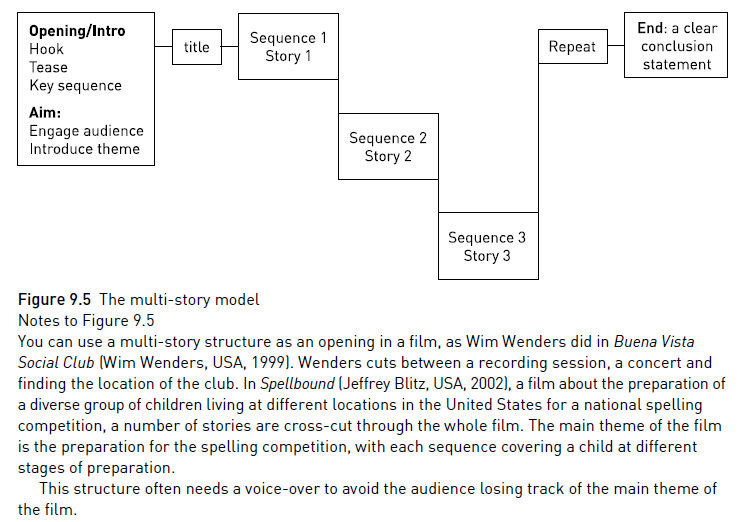 Opening/Intro
Hook
Tease
Key sequence
Aim:
Engage audience
Introduce theme
title
Sequence 1
Story 1
Sequence 2
Story 2
Sequence 3
Story 3
Repeat
End: a clear
conclusion
statement
Figure 9.5 The multi-story model
Notes to Figure 9.5
You can use a multi-story structure as an opening in a film, as Wim Wenders did in Buena Vista
Social Club (Wim Wenders, USA, 1999). Wenders cuts between a recording session, a concert and
finding the location of the club. In Spellbound (Jeffrey Blitz, USA, 2002), a film about the preparation of
a diverse group of children living at different locations in the United States for a national spelling
competition, a number of stories are cross-cut through the whole film. The main theme of the film
is the preparation for the spelling competition, with each sequence covering a child at different
stages of preparation.
This structure often needs a voice-over to avoid the audience losing track of the main theme of
the film.